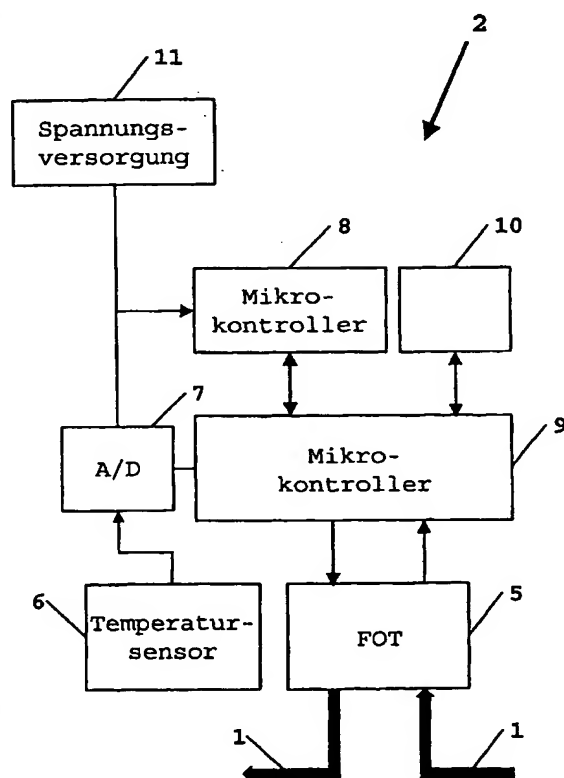 2
11
Spannungs-
versorgung
8
10
Mikro-
kontroller
7
9
A/D
Mikro-
kontroller
6
5
Temperatur-
sensor
FOT
1
1